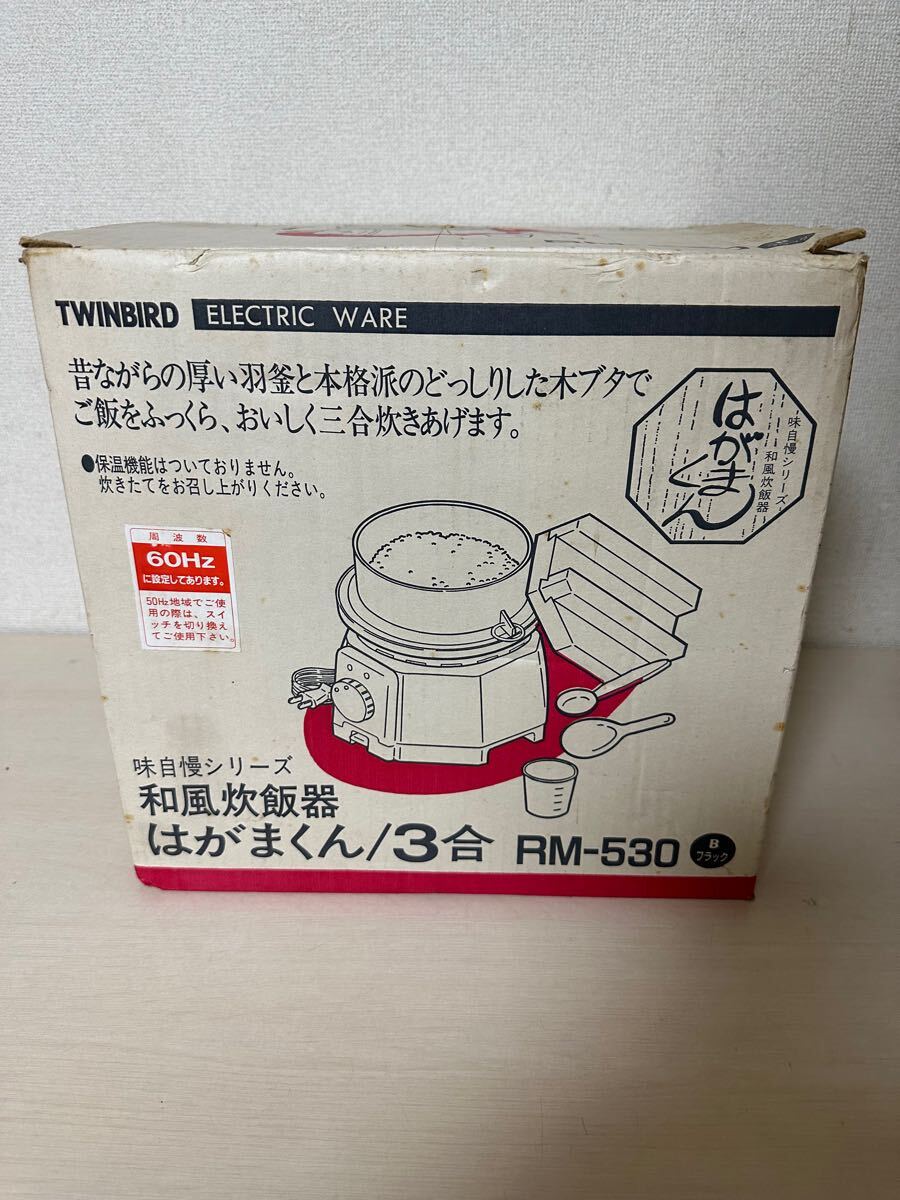 TWINBIRD ELECTRIC WARE
昔ながらの厚い羽釜と本格派のどっしりした木ブタで
ご飯をふっくら、おいしく三合炊きあげます。
●保温機能はついておりません。
炊きたてをお召し上がりください。
味自慢シリーズ
和風炊飯器
はがまくん
周波数
60Hz
に設定してあります。
50Hz地域でご使
用の際は、スイ
ッチを切り換え
てご使用下さい。
味自慢シリーズ
和風炊飯器
はがまくん/3合 RM-530
B
ブラック